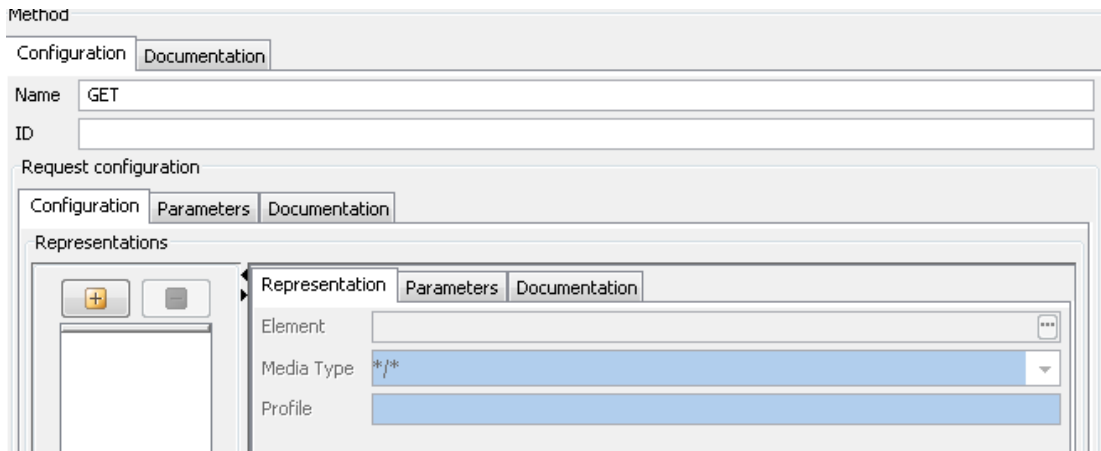 Method
Configuration Documentation
Name GET
ID
Request configuration
Configuration Parameters Documentation
Representations
Representation Parameters Documentation
Element
Media Type */*
Profile